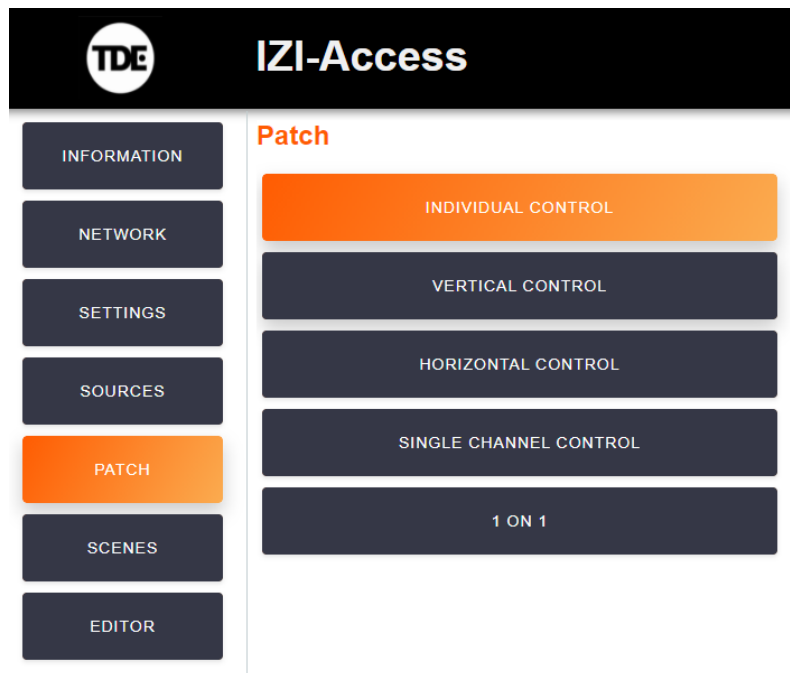 TDE
IZI-Access
INFORMATION
NETWORK
SETTINGS
SOURCES
PATCH
SCENES
EDITOR
Patch
INDIVIDUAL CONTROL
VERTICAL CONTROL
HORIZONTAL CONTROL
SINGLE CHANNEL CONTROL
1 ON 1